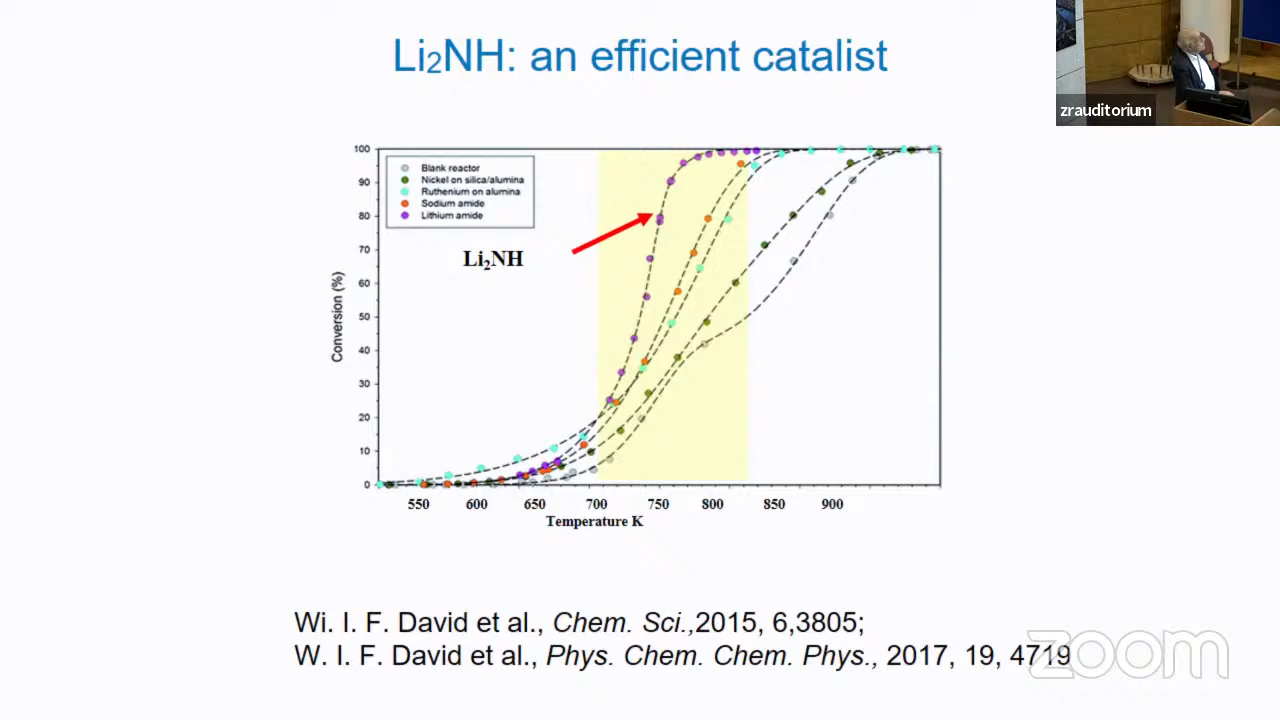 Li₂NH: an efficient catalist
zrauditorium
100
90
80
70
60
50
40
30
20
10
0
Conversion (%)
Blank reactor
Nickel on silica/alumina
Ruthenium on alumina
Sodium amide
Lithium amide
Li₂NH
550 600 650 700 750 800 850 900
Temperature K
Wi. I. F. David et al., Chem. Sci.,2015, 6,3805;
W. I. F. David et al., Phys. Chem. Chem. Phys., 2017, 19, 4719
zoom